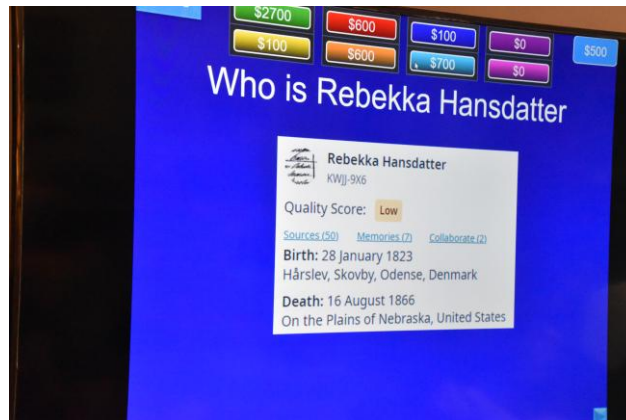 $2700
$600
$100
$0
$500
$100
$600
$700
$0
Who is Rebekka Hansdatter
Rebekka Hansdatter
KWJJ-9X6
Quality Score: Low
Sources (50) Memories (7) Collaborate (2)
Birth: 28 January 1823
Hårslev, Skovby, Odense, Denmark
Death: 16 August 1866
On the Plains of Nebraska, United States